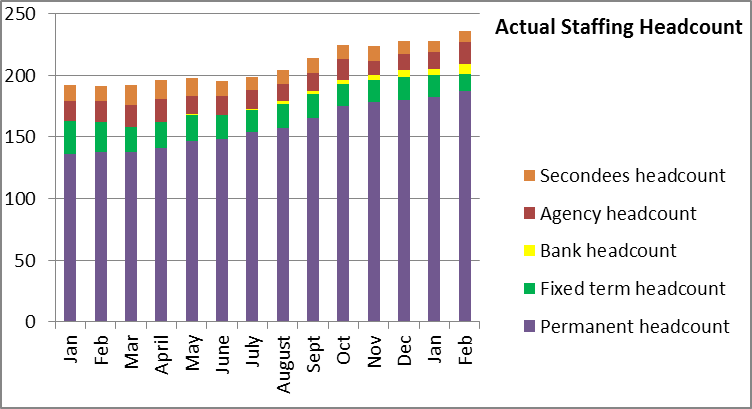 Actual Staffing Headcount
250
200
150
100
50
0
Jan
Feb
Mar
April
May
June
July
August
Sept
Oct
Nov
Dec
Jan
Feb
Secondees headcount
Agency headcount
Bank headcount
Fixed term headcount
Permanent headcount